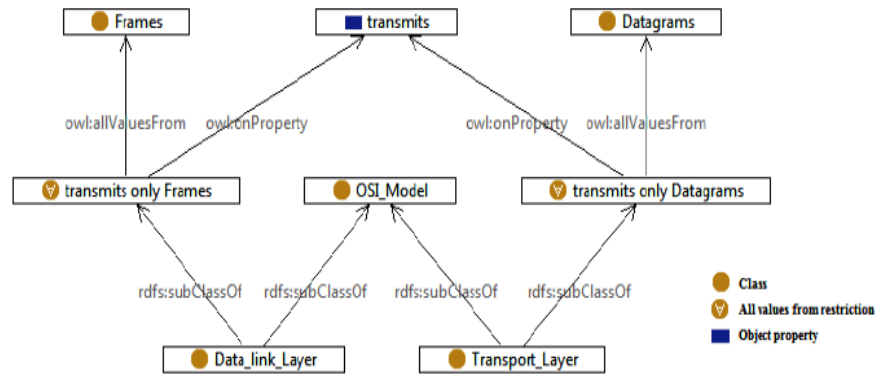 Frames
transmits
Datagrams
owl:allValuesFrom
owl:onProperty
owl:onProperty
owl:allValuesFrom
transmits only Frames
OSI_Model
transmits only Datagrams
rdfs:subClassOf
rdfs:subClassOf
rdfs:subClassOf
rdfs:subClassOf
Class
All values from restriction
Object property
Data_link_Layer
Transport_Layer